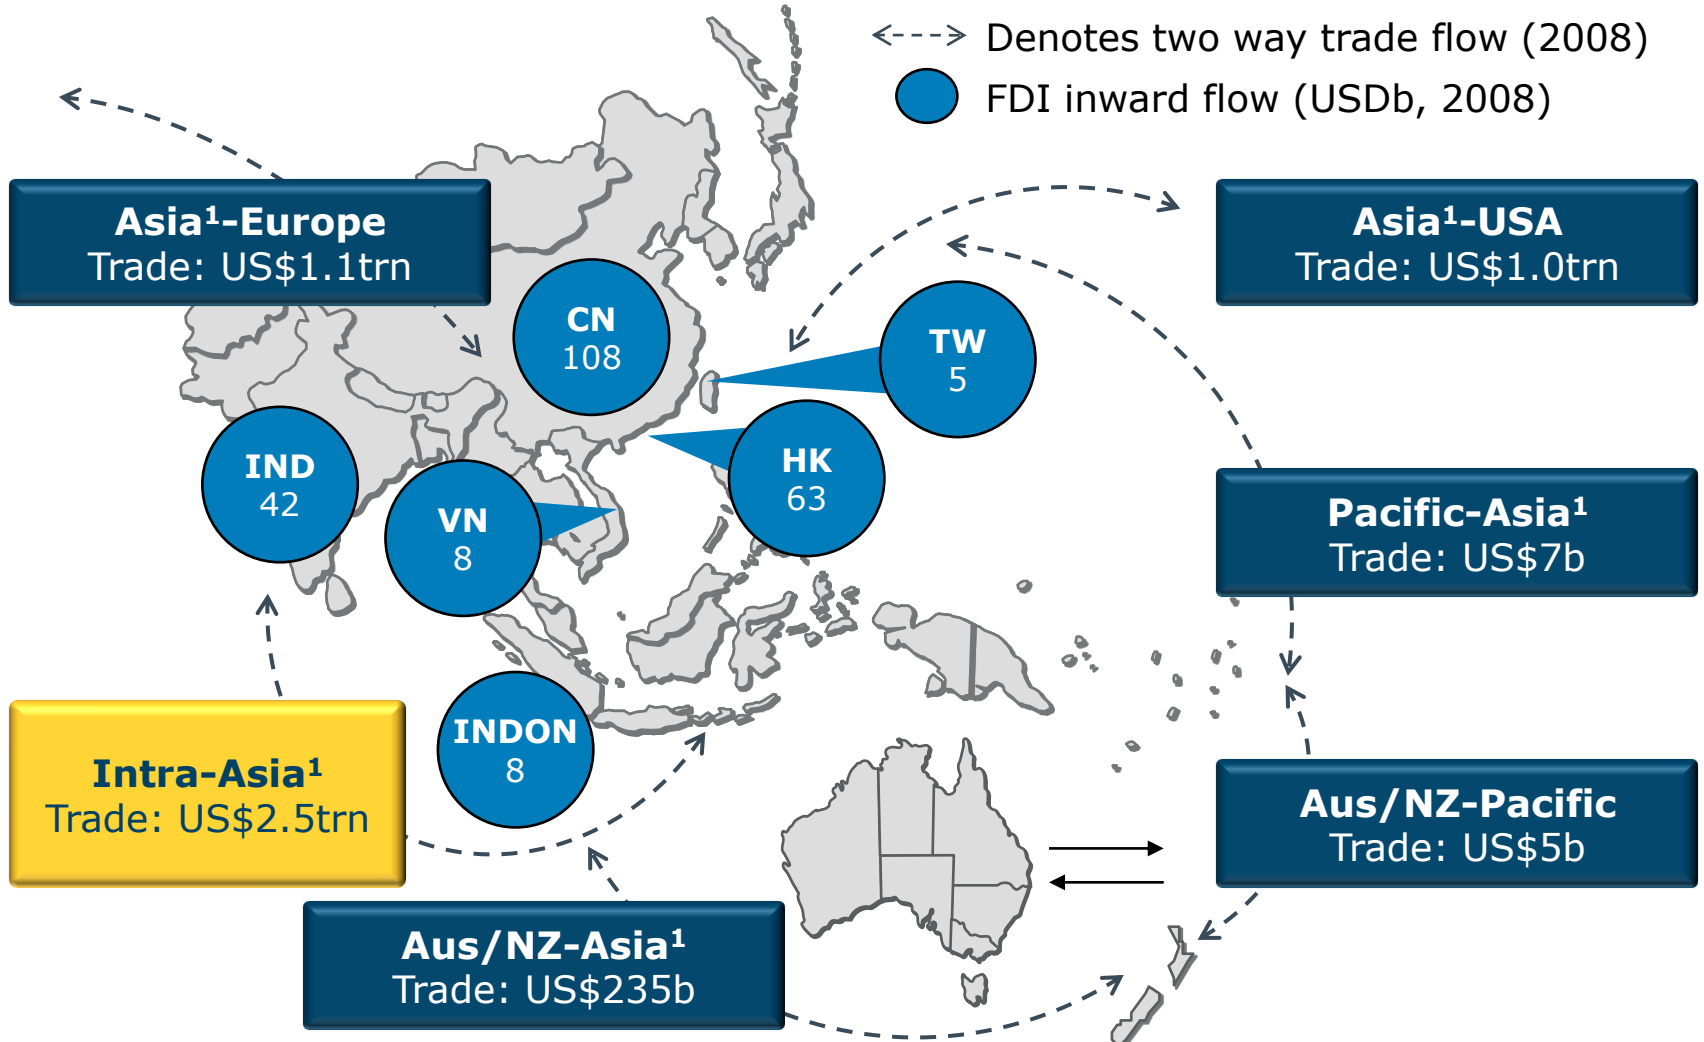 Denotes two way trade flow (2008)
FDI inward flow (USDb, 2008)
Asia¹-Europe
Trade: US$1.1trn
Asia¹-USA
Trade: US$1.0trn
CN
108
TW
5
IND
42
VN
8
HK
63
Pacific-Asia¹
Trade: US$7b
INDON
8
Intra-Asia¹
Trade: US$2.5trn
Aus/NZ-Pacific
Trade: US$5b
Aus/NZ-Asia¹
Trade: US$235b